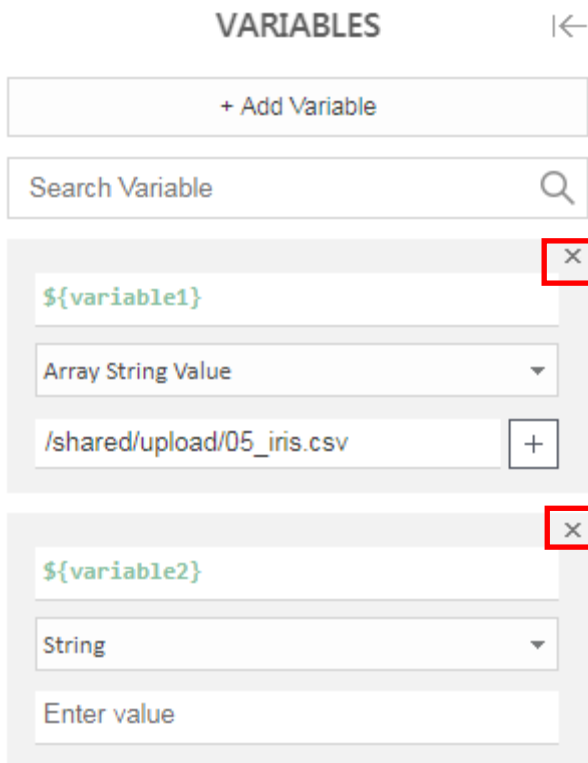 VARIABLES
+ Add Variable
Search Variable
${variable1}
Array String Value
/shared/upload/05_iris.csv
${variable2}
String
Enter value